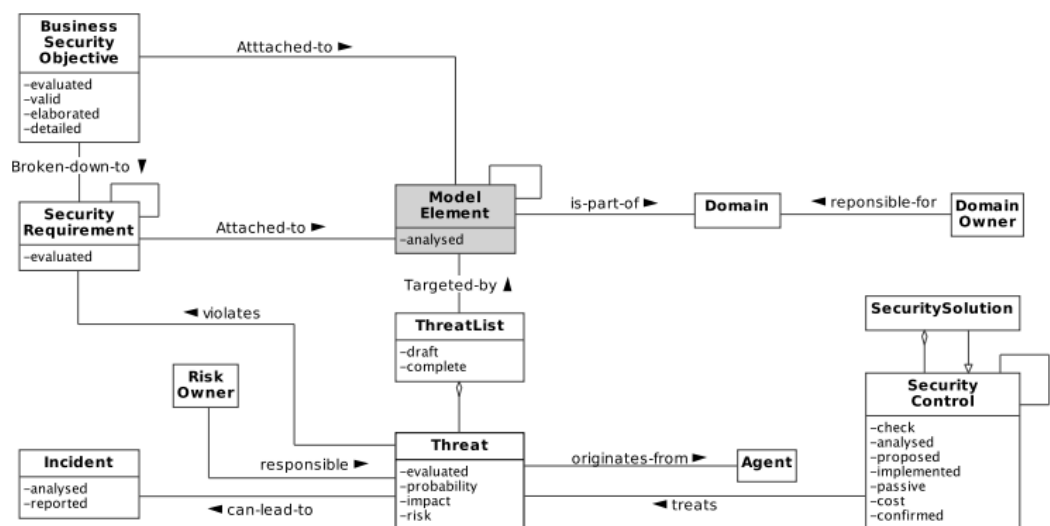 Business
Security
Objective
-evaluated
-valid
-elaborated
-detailed
Atttached-to ►
Broken-down-to ▼
Security
Requirement
-evaluated
Attached-to ►
Model
Element
-analysed
is-part-of ►
Domain
◄ reponsible-for
Domain
Owner
Targeted-by ▲
ThreatList
-draft
-complete
◄ violates
Risk
Owner
responsible ►
SecuritySolution
Security
Control
-check
-analysed
-proposed
-implemented
-passive
-cost
-confirmed
Incident
-analysed
-reported
◄ can-lead-to
Threat
-evaluated
-probability
-impact
-risk
originates-from ►
Agent
◄ treats